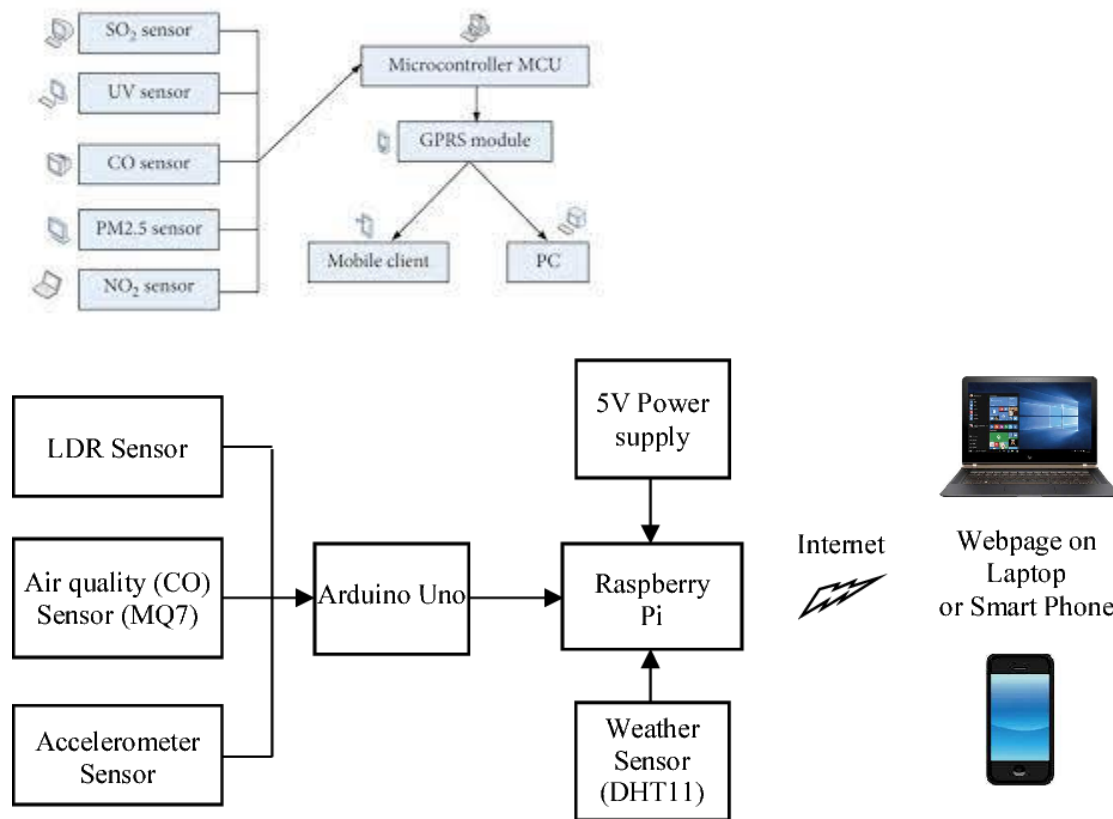 SO₂ sensor
UV sensor
CO sensor
PM2.5 sensor
NO₂ sensor
Microcontroller MCU
GPRS module
Mobile client
PC
LDR Sensor
Air quality (CO)
Sensor (MQ7)
Accelerometer
Sensor
Arduino Uno
5V Power
supply
Raspberry
Pi
Weather
Sensor
(DHT11)
Internet
Webpage on
Laptop
or Smart Phone